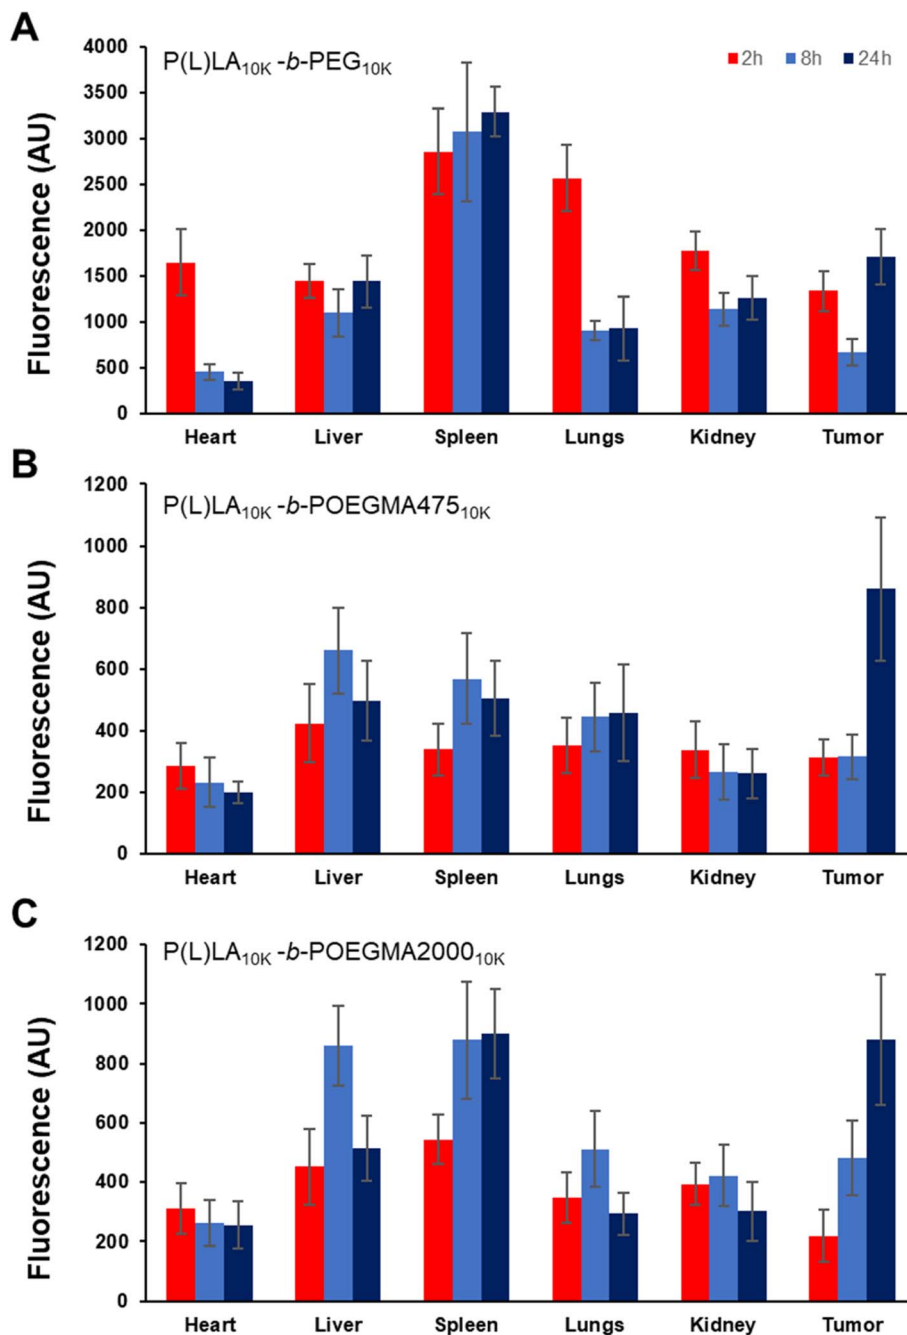 A
P(L)LA10K -b-PEG10K
2h 8h 24h
Fluorescence (AU)
4000
3500
3000
2500
2000
1500
1000
500
0
Heart Liver Spleen Lungs Kidney Tumor
B
P(L)LA10K -b-POEGMA47510K
Fluorescence (AU)
1200
1000
800
600
400
200
0
Heart Liver Spleen Lungs Kidney Tumor
C
P(L)LA10K -b-POEGMA200010K
Fluorescence (AU)
1200
1000
800
600
400
200
0
Heart Liver Spleen Lungs Kidney Tumor